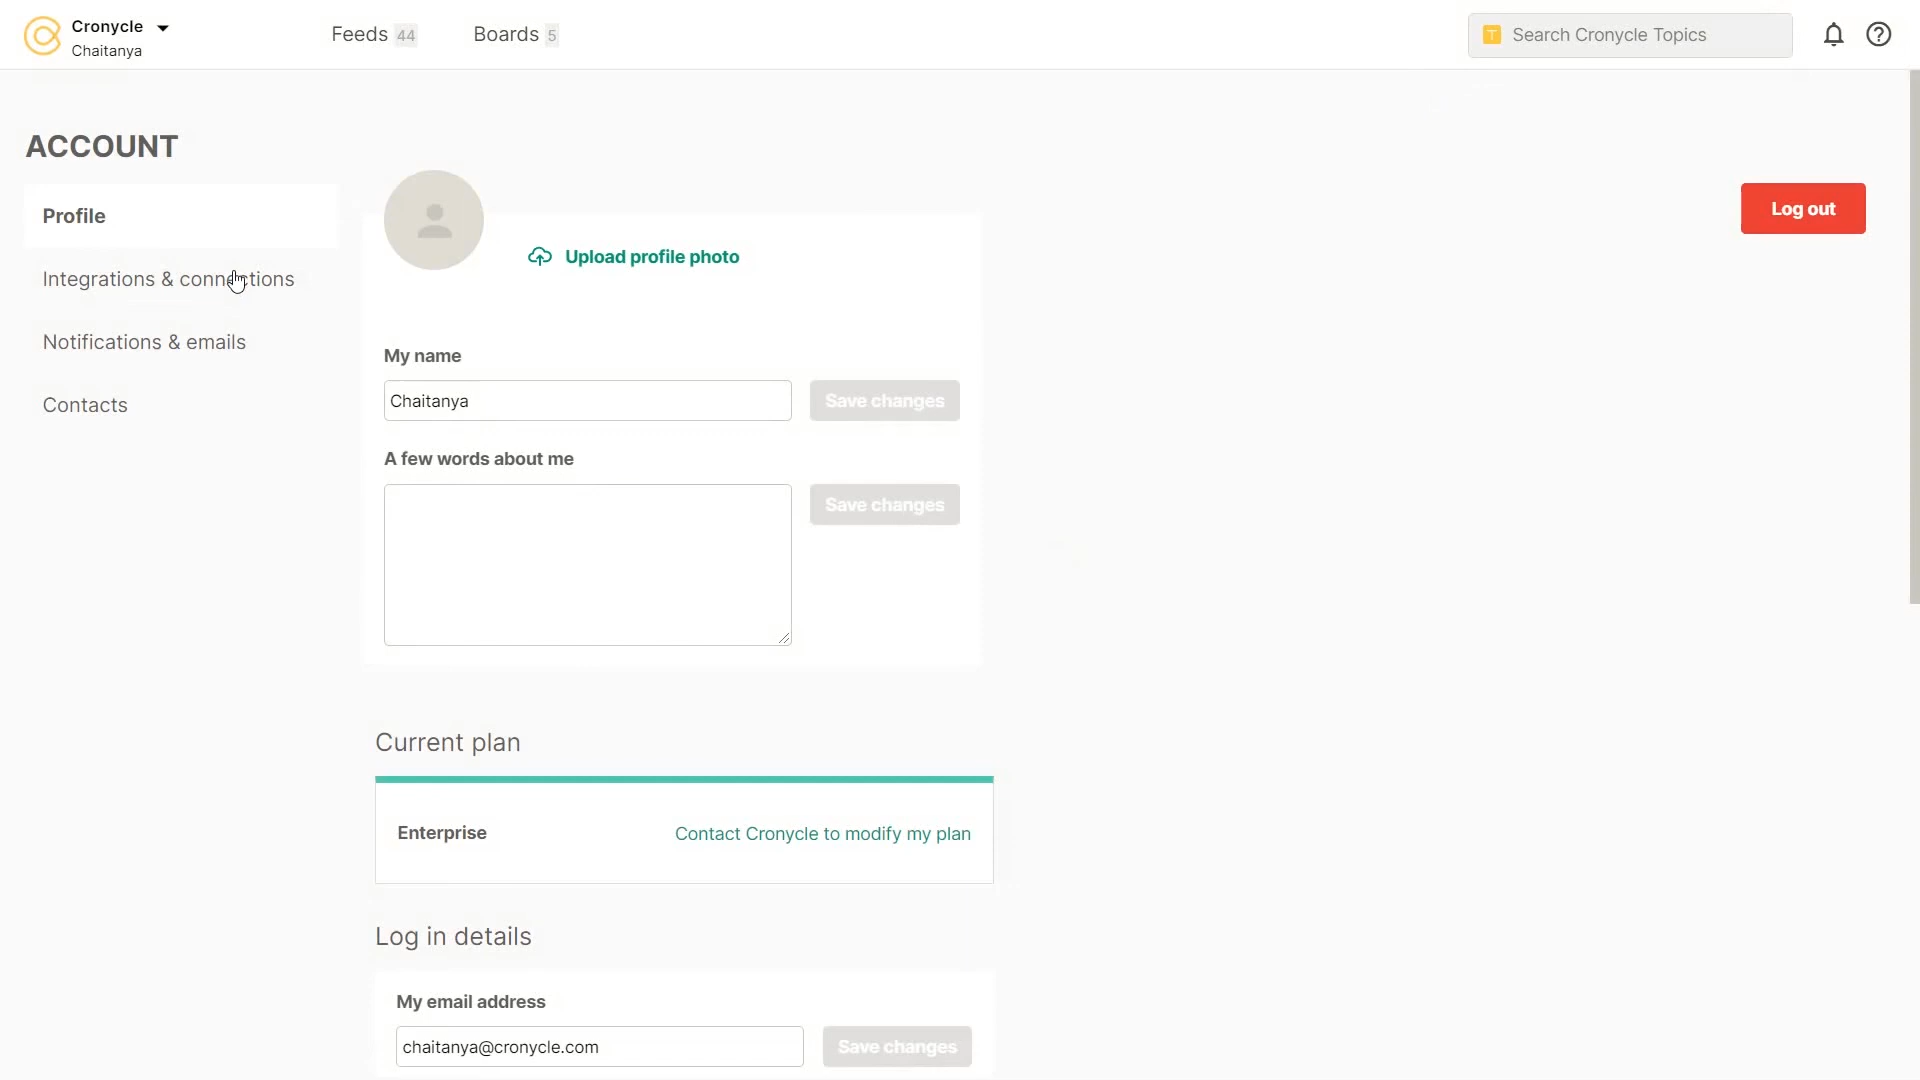 Cronycle
Chaitanya
Feeds 44
Boards 5
T Search Cronycle Topics
ACCOUNT
Profile
Integrations & connections
Notifications & emails
Contacts
Log out
Upload profile photo
My name
Chaitanya
Save changes
A few words about me
Save changes
Current plan
Enterprise
Contact Cronycle to modify my plan
Log in details
My email address
chaitanya@cronycle.com
Save changes